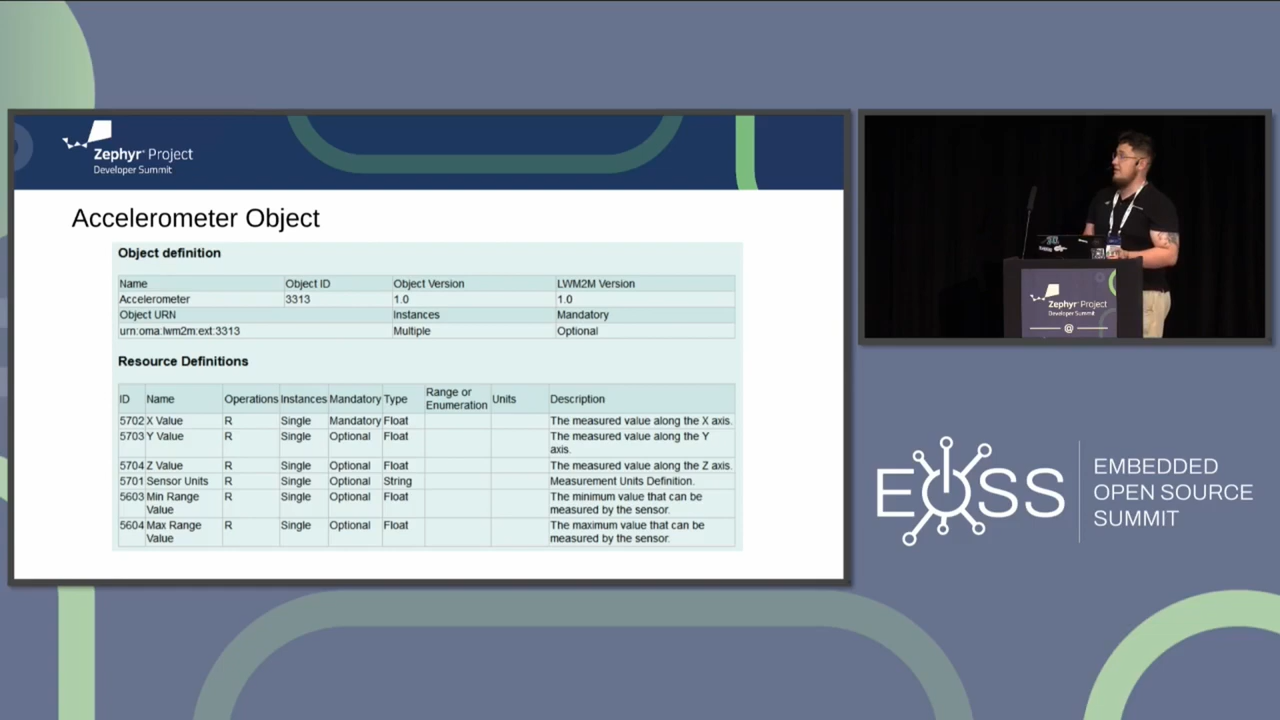 Zephyr® Project
Developer Summit
Accelerometer Object
Object definition
Name Object ID Object Version LWM2M Version
Accelerometer 3313 1.0 1.0
Object URN Instances Mandatory
urn:oma:lwm2m:ext:3313 Multiple Optional
Resource Definitions
ID Name Operations Instances Mandatory Type Range or Enumeration Units Description
5702 X Value R Single Mandatory Float The measured value along the X axis.
5703 Y Value R Single Optional Float The measured value along the Y
axis.
5704 Z Value R Single Optional Float The measured value along the Z axis.
5701 Sensor Units R Single Optional String Measurement Units Definition.
5603 Min Range R Single Optional Float The minimum value that can be
Value measured by the sensor.
5604 Max Range R Single Optional Float The maximum value that can be
Value measured by the sensor.
Zephyr® Project
Developer Summit
EOSS
EMBEDDED
OPEN SOURCE
SUMMIT